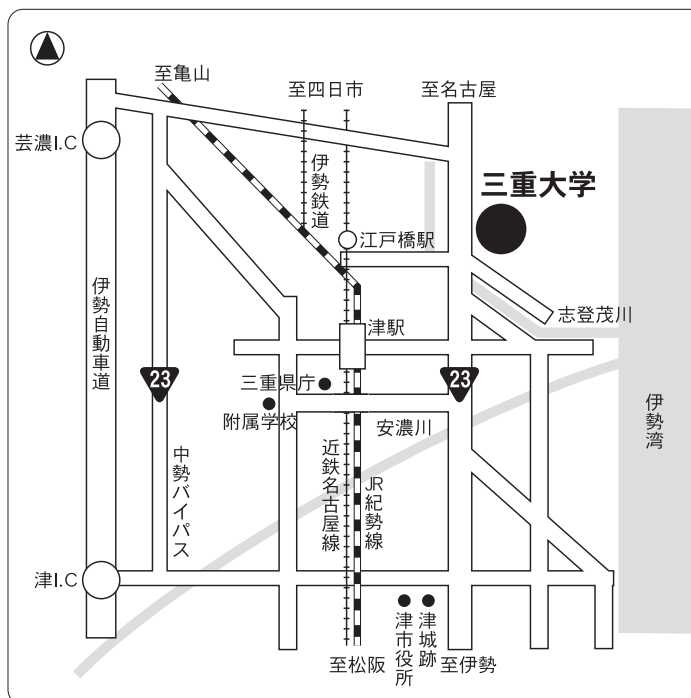 至亀山
至四日市
至名古屋
芸濃I.C
伊勢鉄道
三重大学
江戸橋駅
伊勢自動車道
志登茂川
津駅
23
三重県庁
23
附属学校
安濃川
伊勢湾
中勢バイパス
近鉄名古屋線
JR紀勢線
津I.C
津市役所
津城跡
至松阪
至伊勢